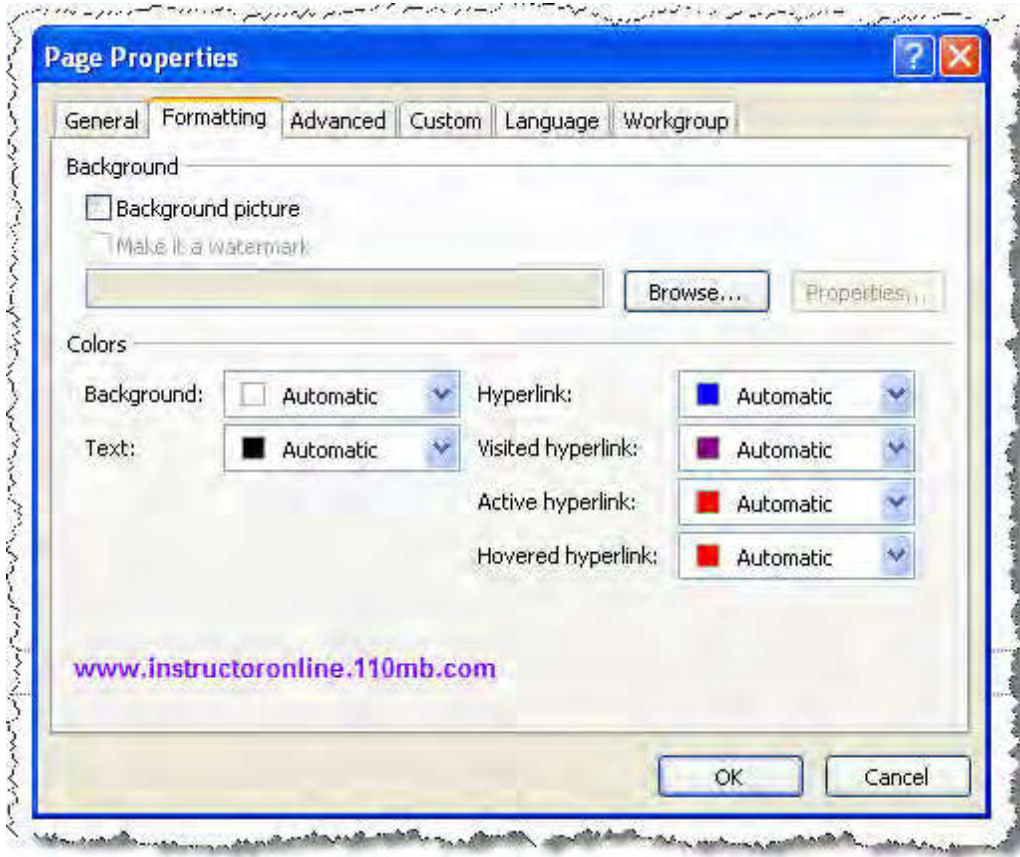 Page Properties
General Formatting Advanced Custom Language Workgroup
Background
Background picture
Make it a watermark
Browse... Properties...
Colors
Background: Automatic Hyperlink: Automatic
Text: Automatic Visited hyperlink: Automatic
Active hyperlink: Automatic
Hovered hyperlink: Automatic
www.instructoronline.110mb.com
OK Cancel